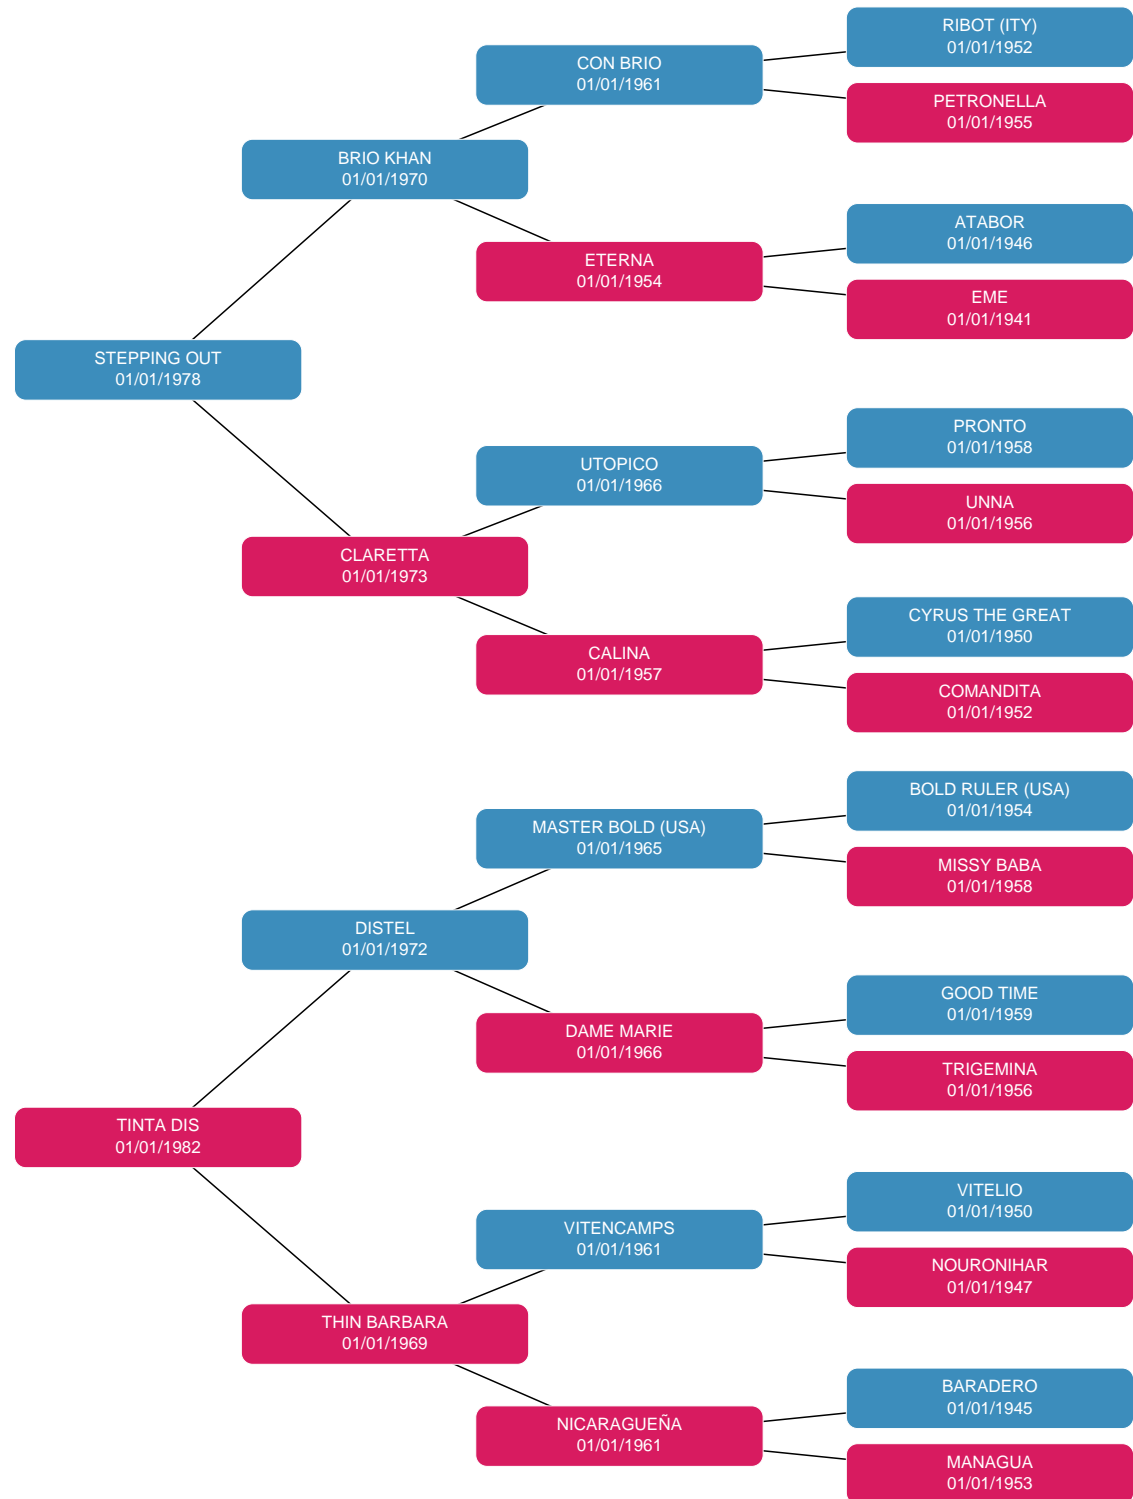 RIBOT (ITY)
01/01/1952
CON BRIO
01/01/1961
PETRONELLA
01/01/1955
BRIO KHAN
01/01/1970
ATABOR
01/01/1946
ETERNA
01/01/1954
EME
01/01/1941
STEPPING OUT
01/01/1978
PRONTO
01/01/1958
UTOPICO
01/01/1966
UNNA
01/01/1956
CLARETTA
01/01/1973
CYRUS THE GREAT
01/01/1950
CALINA
01/01/1957
COMANDITA
01/01/1952
BOLD RULER (USA)
01/01/1954
MASTER BOLD (USA)
01/01/1965
MISSY BABA
01/01/1958
DISTEL
01/01/1972
GOOD TIME
01/01/1959
DAME MARIE
01/01/1966
TRIGEMINA
01/01/1956
TINTA DIS
01/01/1982
VITELIO
01/01/1950
VITENCAMPS
01/01/1961
NOURONIHAR
01/01/1947
THIN BARBARA
01/01/1969
BARADERO
01/01/1945
NICARAGUEÑA
01/01/1961
MANAGUA
01/01/1953